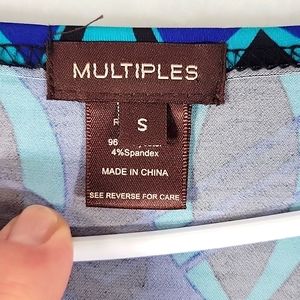 MULTIPLES
S
96
4%Spandex
MADE IN CHINA
SEE REVERSE FOR CARE